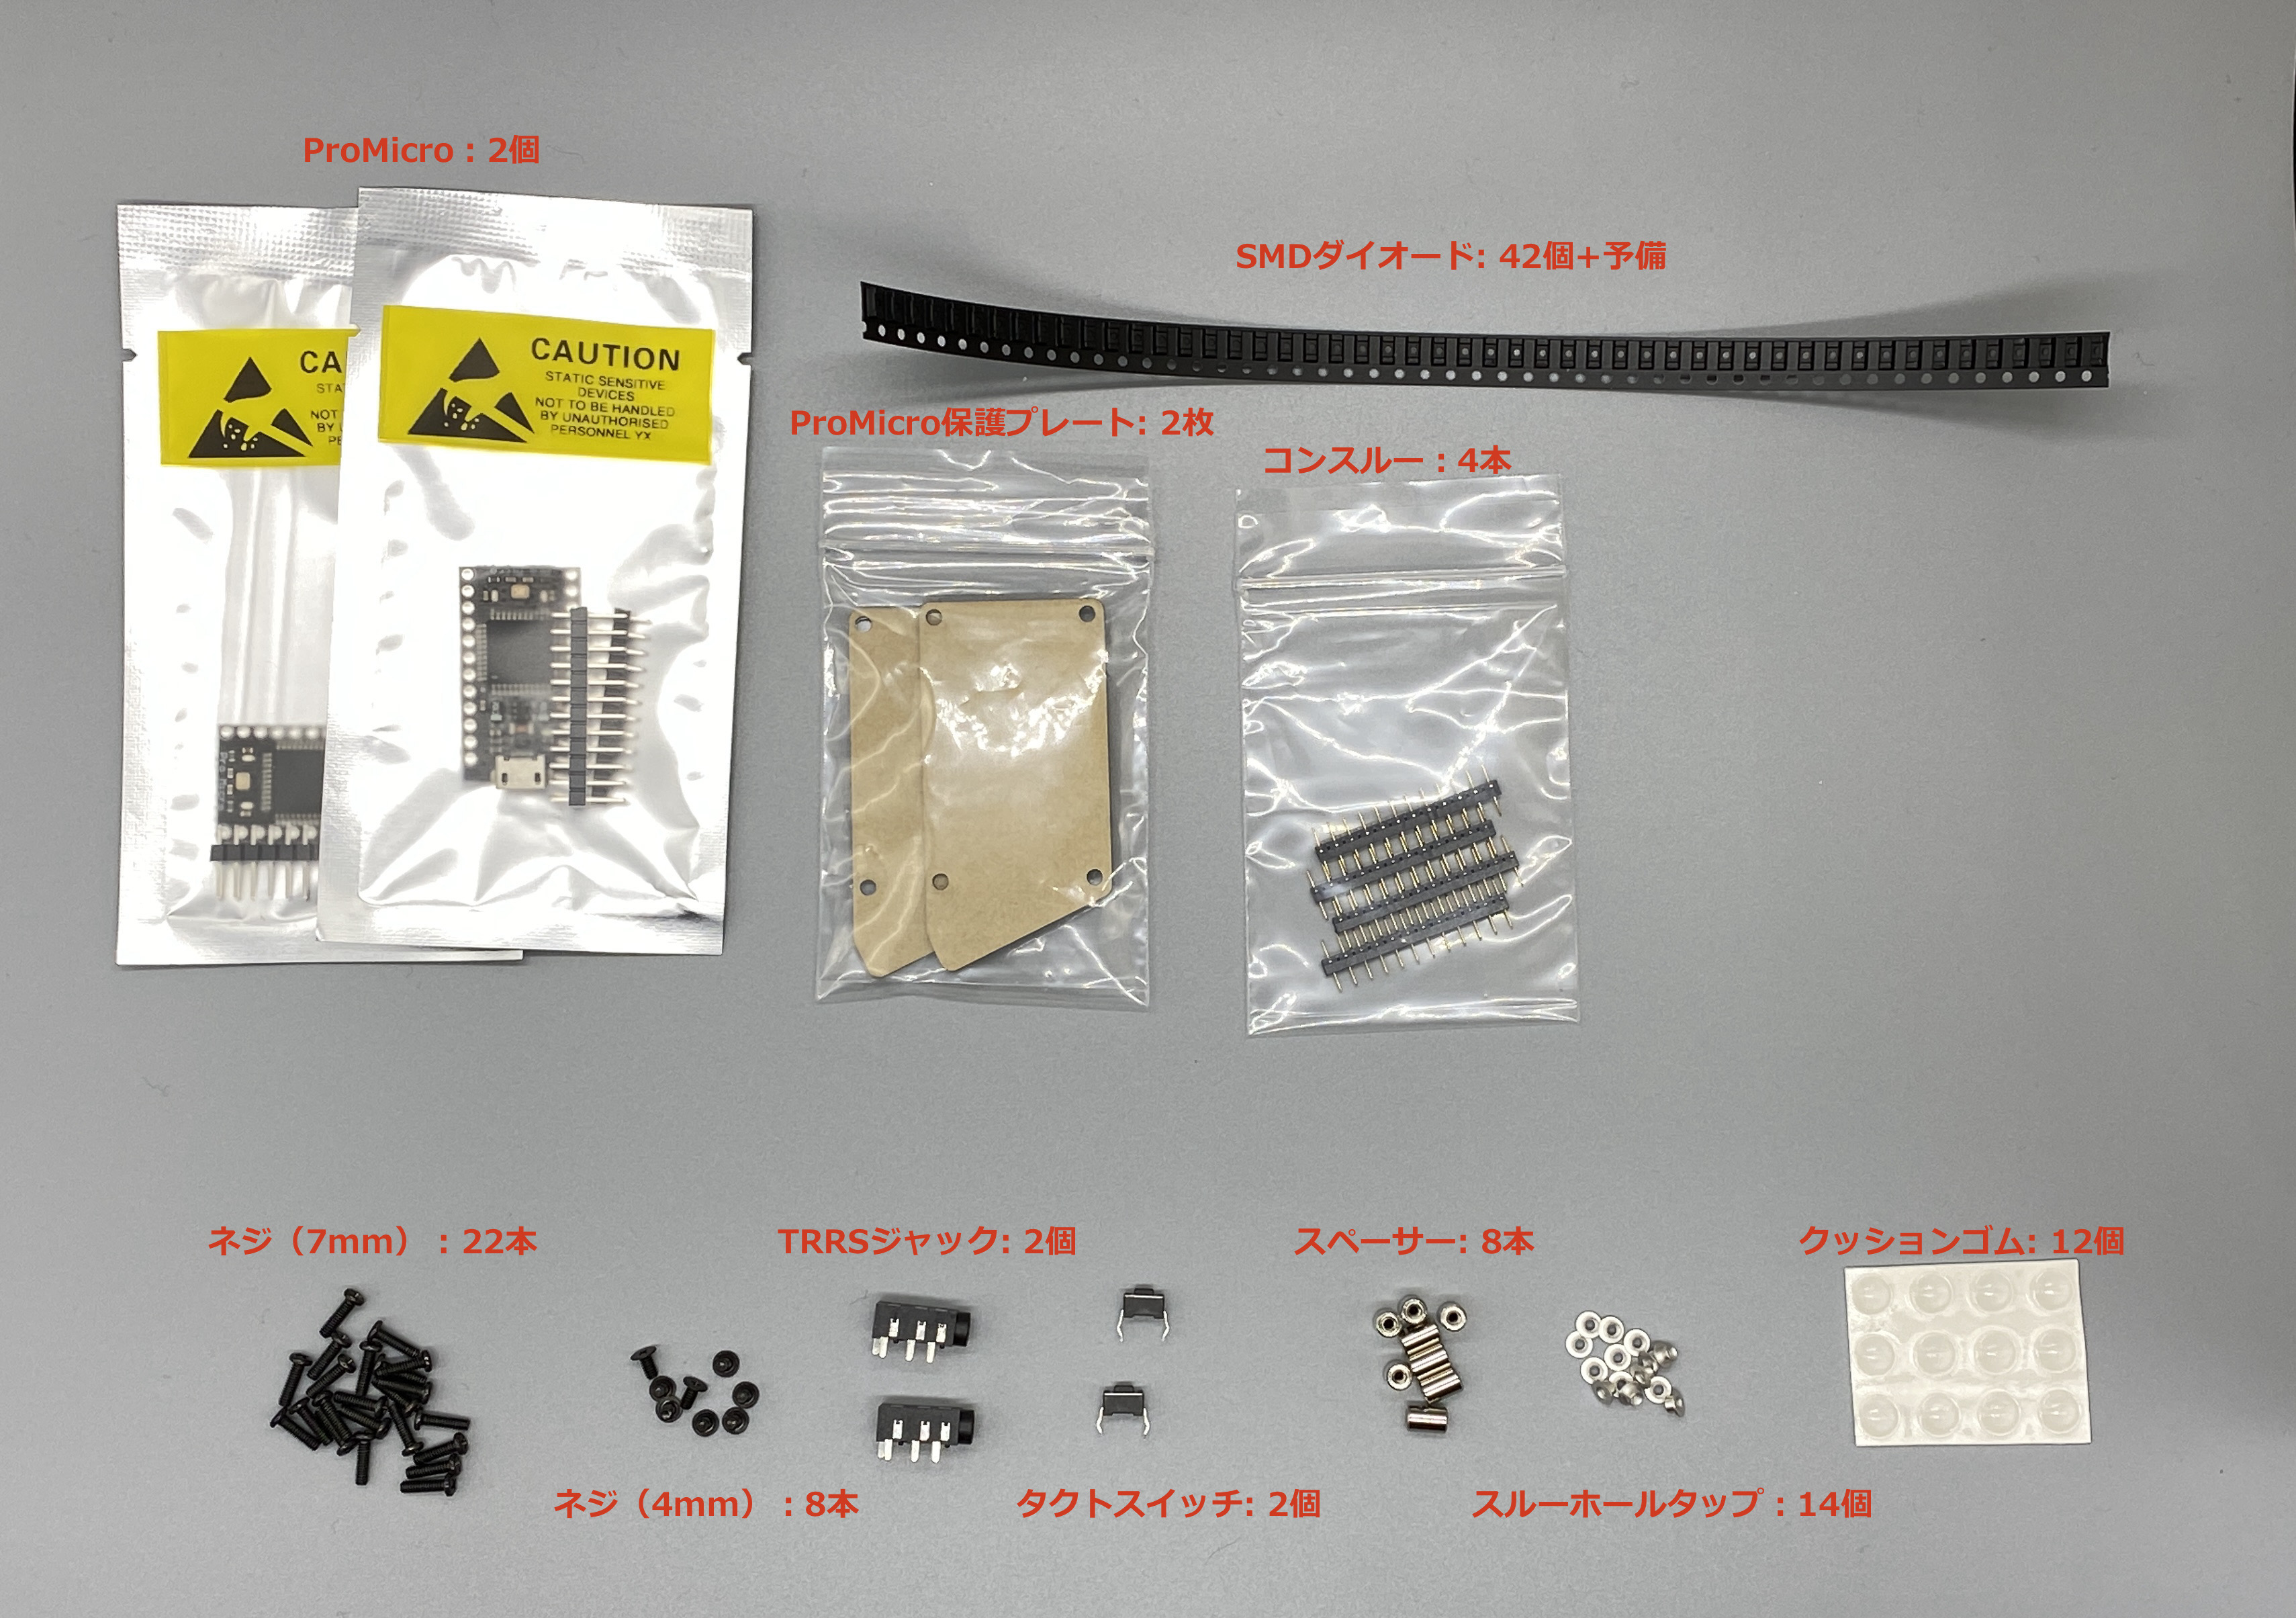 ProMicro：2個
SMDダイオード: 42個+予備
CAUTION
STATIC SENSITIVE
DEVICES
NOT TO BE HANDLED
BY UNAUTHORISED
PERSONNEL YX
CA
STA
NOT
BY
PE
ProMicro保護プレート: 2枚
コンスルー：4本
ネジ（7mm）：22本
TRRSジャック: 2個
スペーサー: 8本
クッションゴム: 12個
ネジ（4mm）：8本
タクトスイッチ: 2個
スルーホールタップ：14個